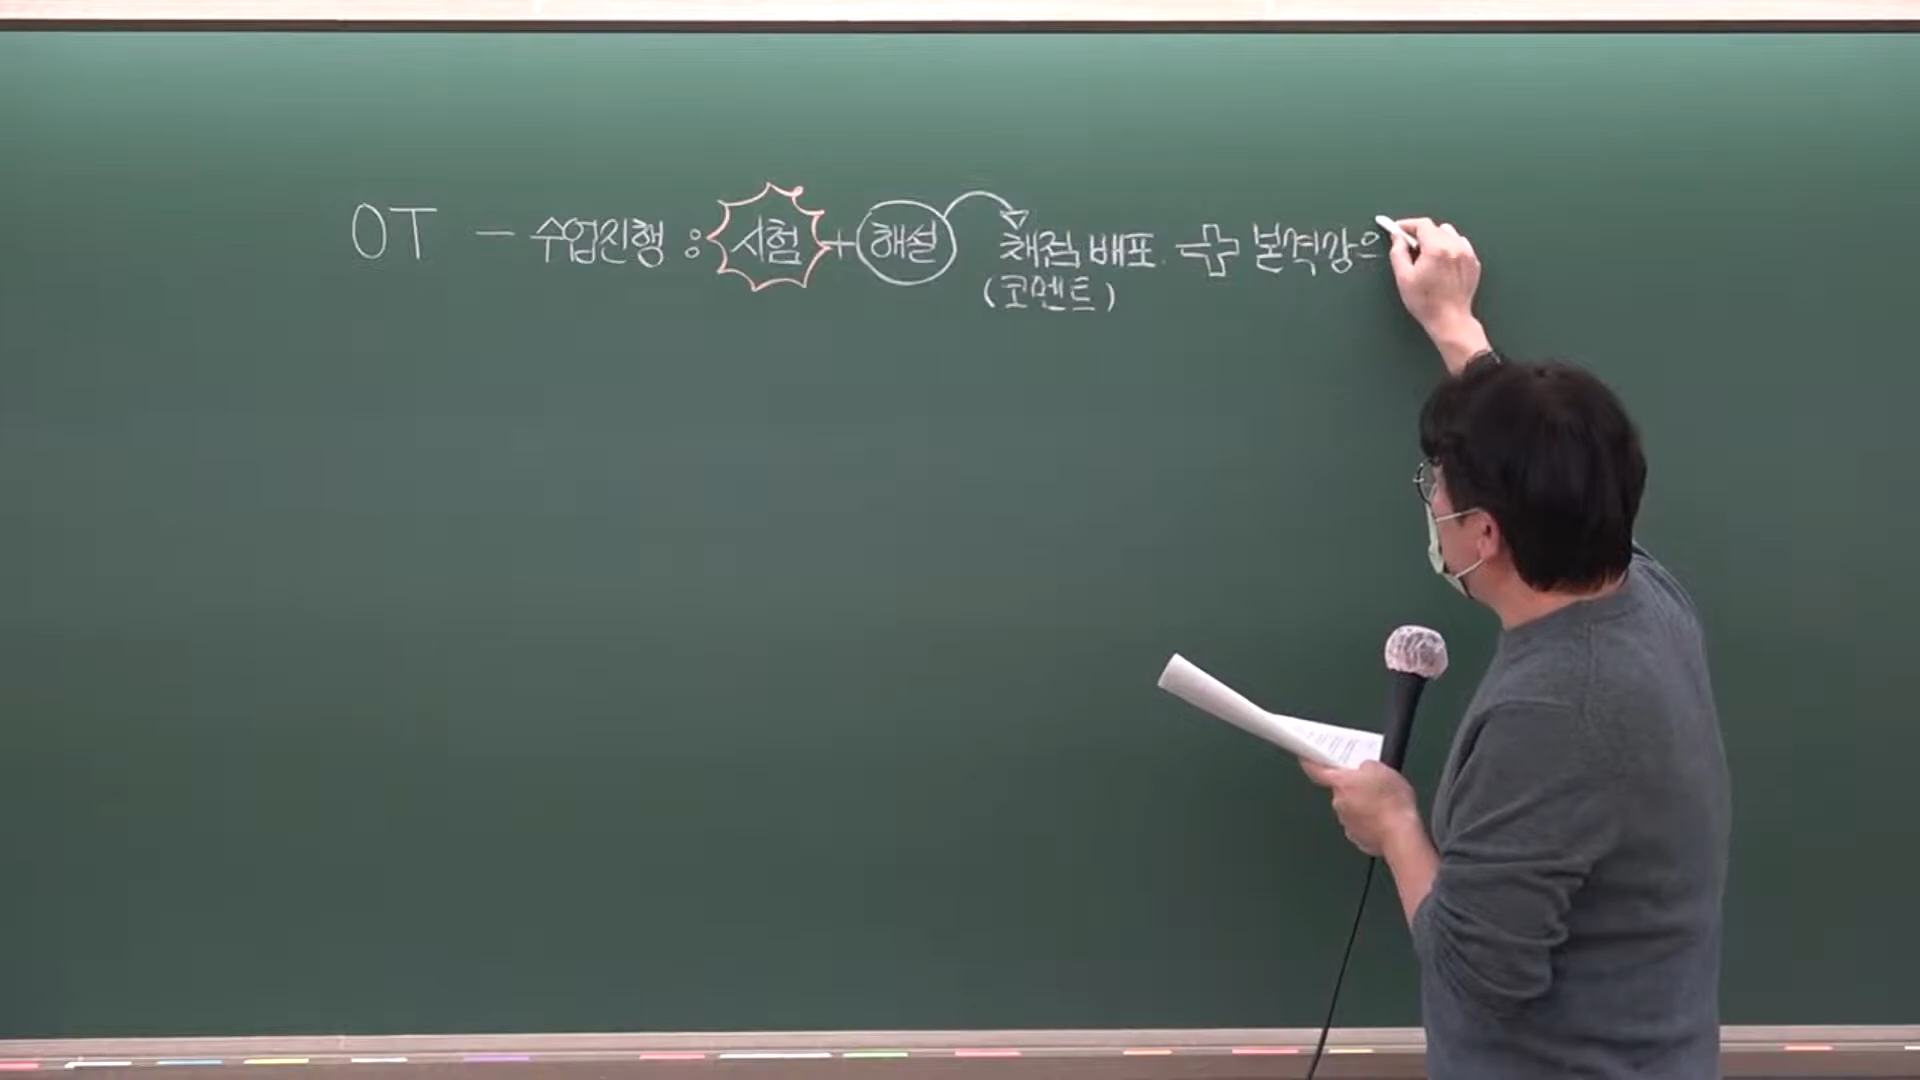 OT - 수업진행 : 시험 + 해설 채점 배포 + 본격강으
(코멘트)